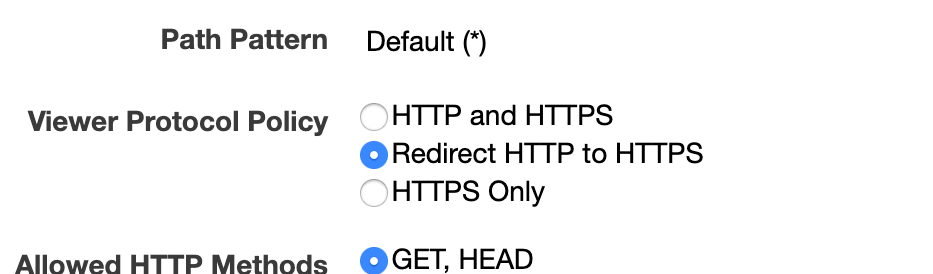 Path Pattern Default (*)
Viewer Protocol Policy HTTP and HTTPS
Redirect HTTP to HTTPS
HTTPS Only
Allowed HTTP Methods GET, HEAD